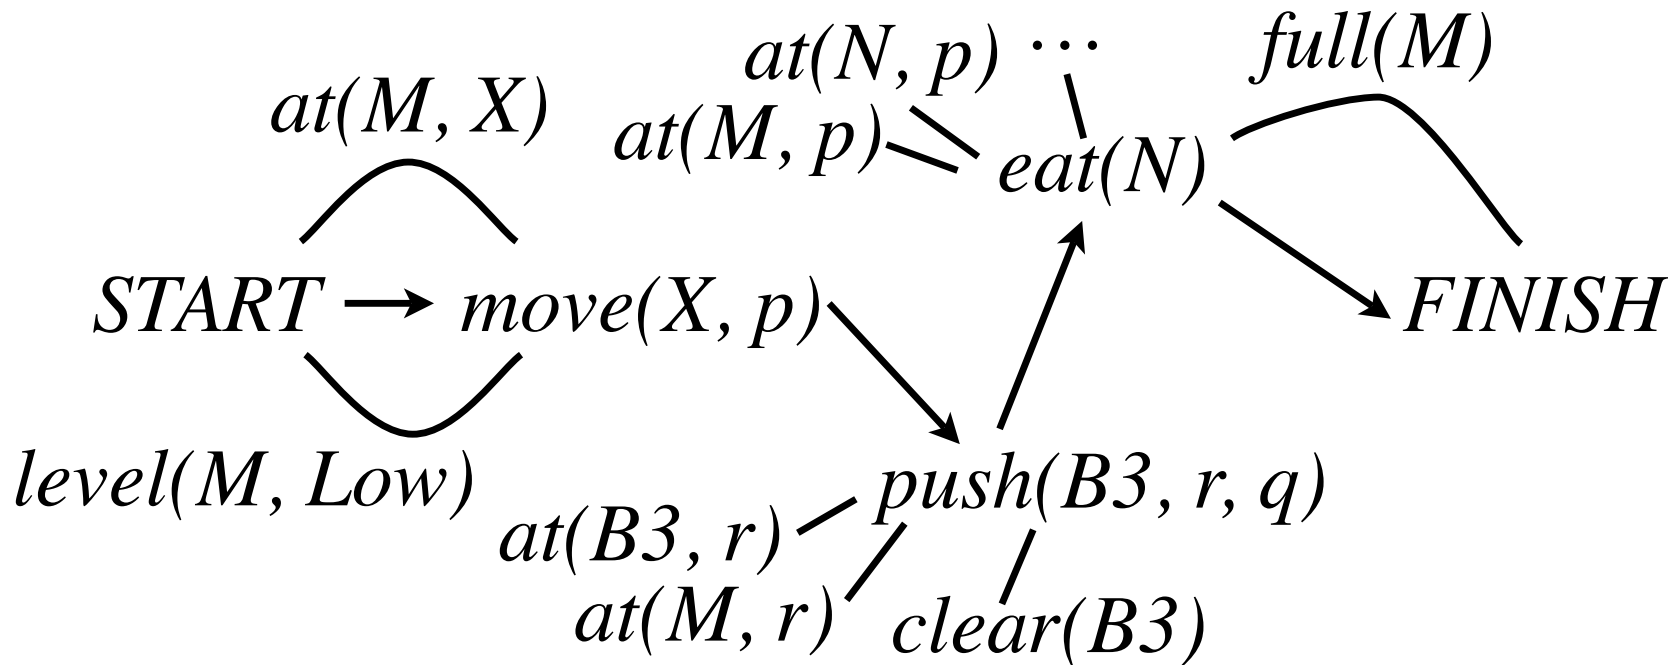 at(N, p) ···
full(M)
at(M, X)
at(M, p)
eat(N)
START
move(X, p)
FINISH
level(M, Low)
push(B3, r, q)
at(B3, r)
at(M, r)
clear(B3)